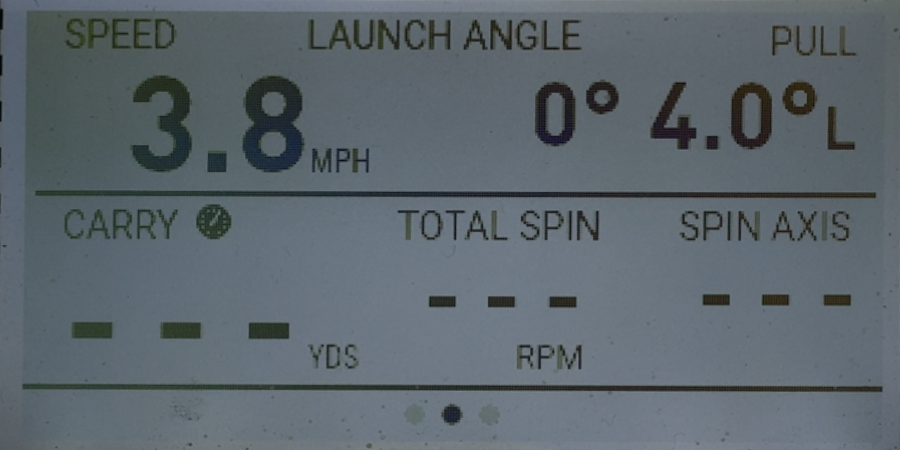 SPEED LAUNCH ANGLE PULL
3.8 MPH 0° 4.0° L
CARRY TOTAL SPIN SPIN AXIS
--- YDS --- RPM ---